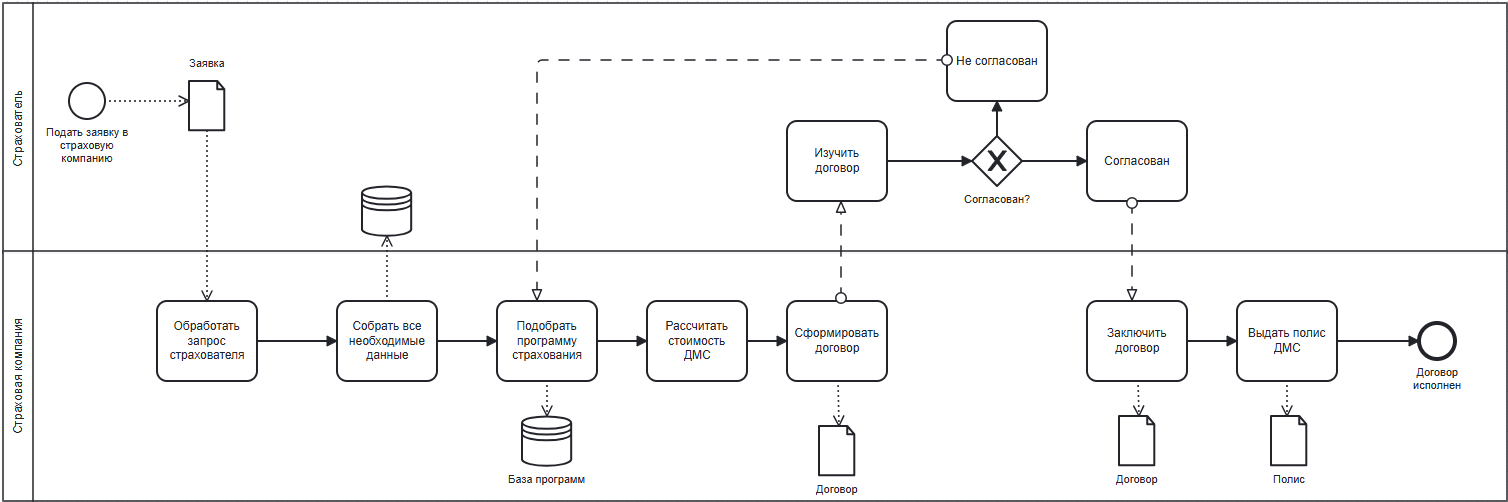 Страхователь
Заявка
Подать заявку в
страховую
компанию
Не согласован
Изучить
договор
Согласован?
Согласован
Страховая компания
Обработать
запрос
страхователя
Собрать все
необходимые
данные
Подобрать
программу
страхования
Рассчитать
стоимость
ДМС
Сформировать
договор
Заключить
договор
Выдать полис
ДМС
Договор
исполнен
База программ
Договор
Договор
Полис